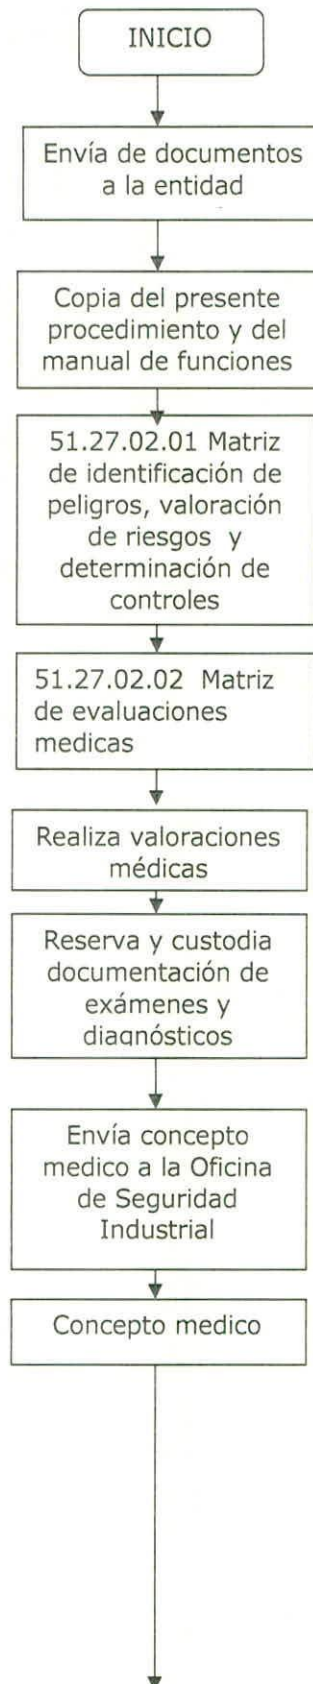 INICIO
Envía de documentos
a la entidad
Copia del presente
procedimiento y del
manual de funciones
51.27.02.01 Matriz
de identificación de
peligros, valoración
de riesgos y
determinación de
controles
51.27.02.02 Matriz
de evaluaciones
medicas
Realiza valoraciones
médicas
Reserva y custodia
documentación de
exámenes y
diagnósticos
Envía concepto
medico a la Oficina
de Seguridad
Industrial
Concepto medico